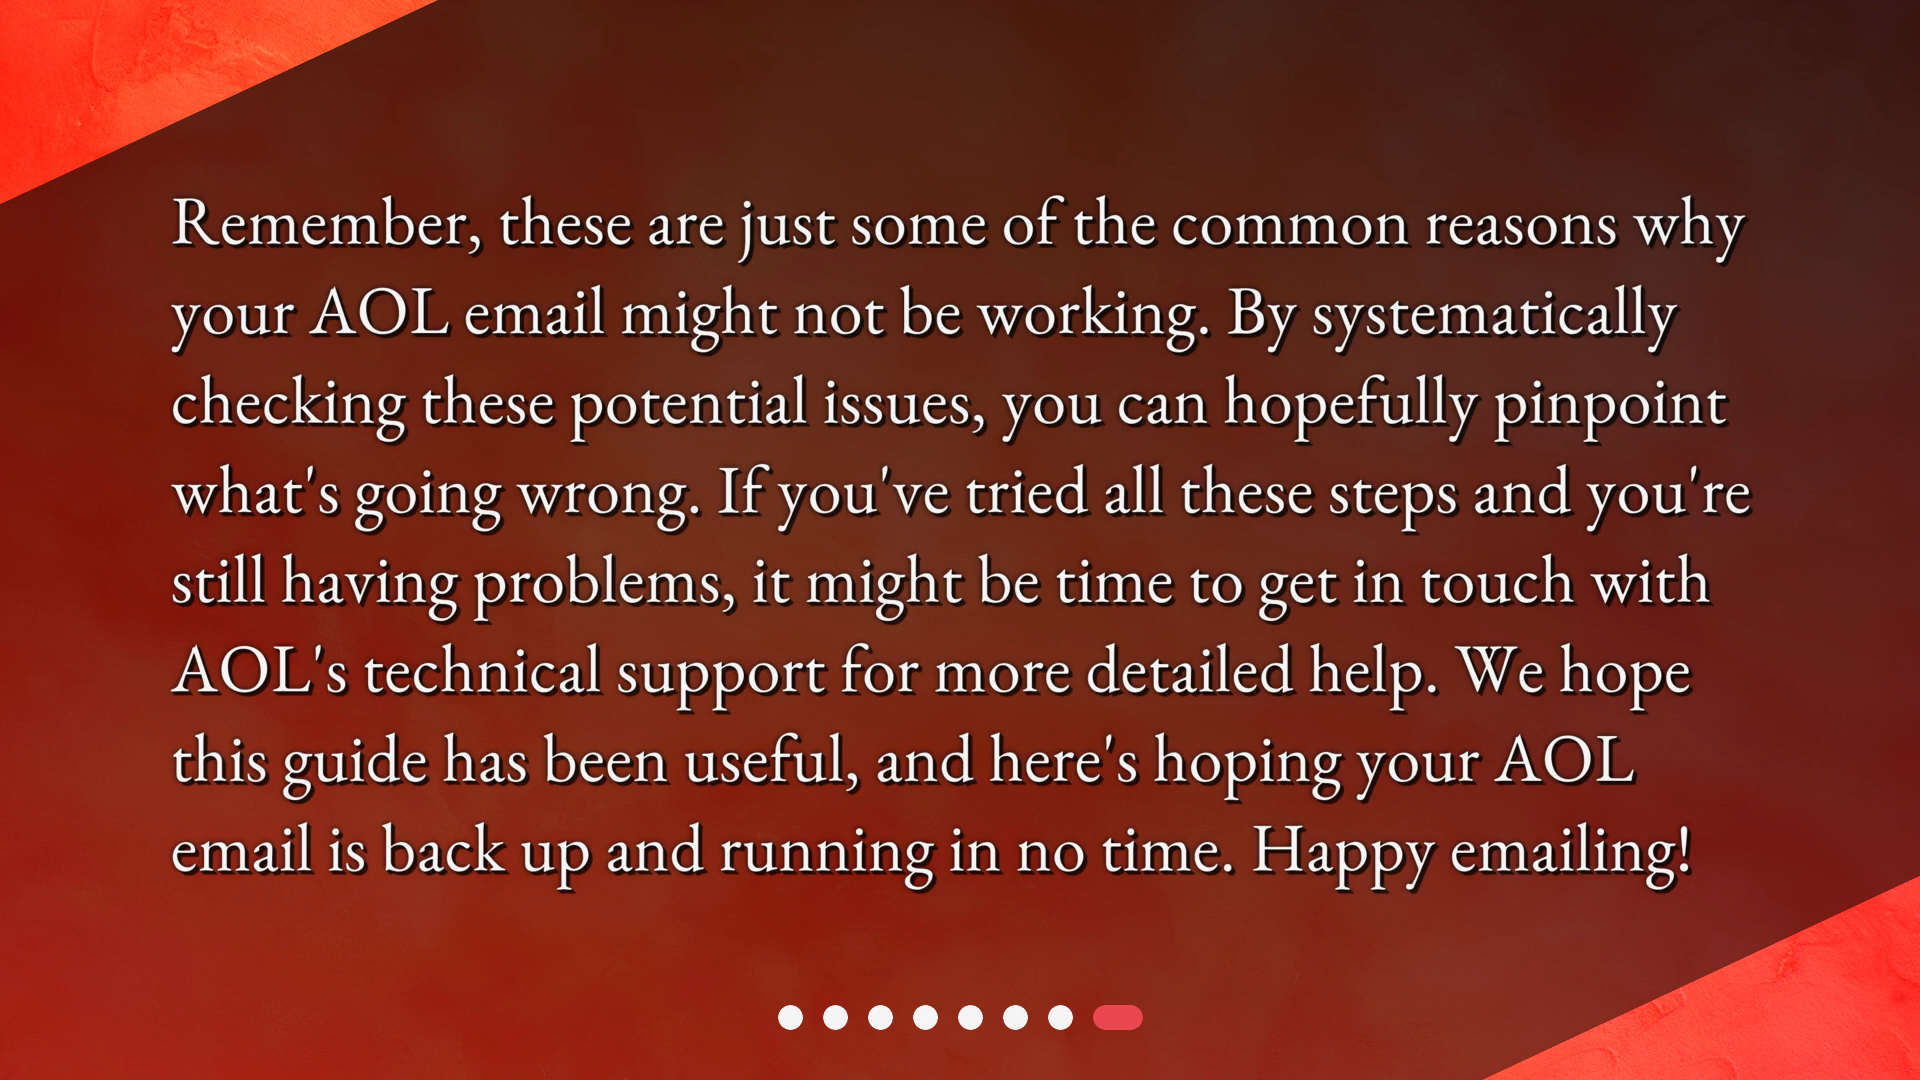 Remember, these are just some of the common reasons why
your AOL email might not be working. By systematically
checking these potential issues, you can hopefully pinpoint
what's going wrong. If you've tried all these steps and you're
still having problems, it might be time to get in touch with
AOL's technical support for more detailed help. We hope
this guide has been useful, and here's hoping your AOL
email is back up and running in no time. Happy emailing!